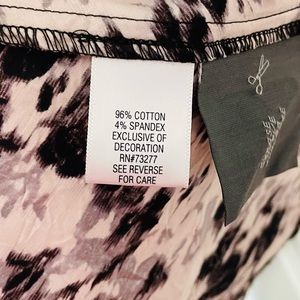 96% COTTON
4% SPANDEX
EXCLUSIVE OF
DECORATION
RN#73277
SEE REVERSE
FOR CARE